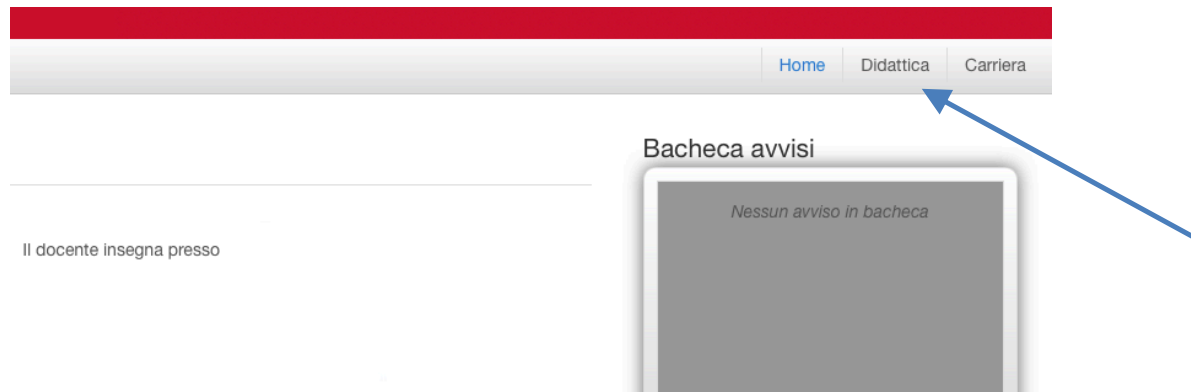 Home Didattica Carriera
Bacheca avvisi
Nessun avviso in bacheca
Il docente insegna presso